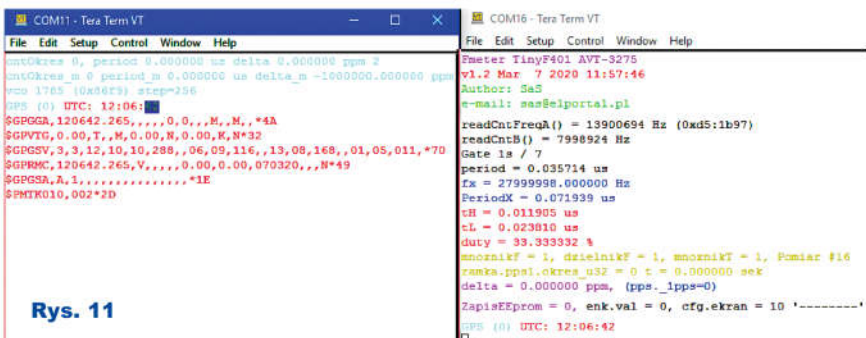 COM11 - Tera Term VT
File Edit Setup Control Window Help
cntOkres 0, period 0.000000 us delta 0.000000 ppm 2
cntOkres_m 0 period_m 0.000000 us delta_m -1000000.000000 ppm
vco 1765 (0x86f9) step=256
GPS (0) UTC: 12:06:
$GPGGA,120642.265,,,,,0,0,,,M,,M,,*4A
$GPVTG,0.00,T,,M,0.00,N,0.00,K,N*32
$GPGSV,3,3,12,10,10,288,,06,09,116,,13,08,168,,01,05,011,*70
$GPRMC,120642.265,V,,,,,0.00,0.00,070320,,,N*49
$GPGSA,A,1,,,,,,,,,,,,,,,*1E
$PMTK010,002*2D
Rys. 11
COM16 - Tera Term VT
File Edit Setup Control Window Help
Fmeter TinyF401 AVT-3275
v1.2 Mar 7 2020 11:57:46
Author: SaS
e-mail: sas@elportal.pl
readCntFreqA() = 13900694 Hz (0xd5:1b97)
readCntB() = 7998924 Hz
Gate 1s / 7
period = 0.035714 us
fx = 27999998.000000 Hz
PeriodX = 0.071939 us
tH = 0.011905 us
tL = 0.023810 us
duty = 33.333332 %
mnoznikF = 1, dzielnikF = 1, mnoznikT = 1, Pomiar #16
ramka.pps1.okres_u32 = 0 t = 0.000000 sek
delta = 0.000000 ppm, (pps._1pps=0)
ZapisEEprom = 0, enk.val = 0, cfg.ekran = 10 '--------'
GPS (0) UTC: 12:06:42